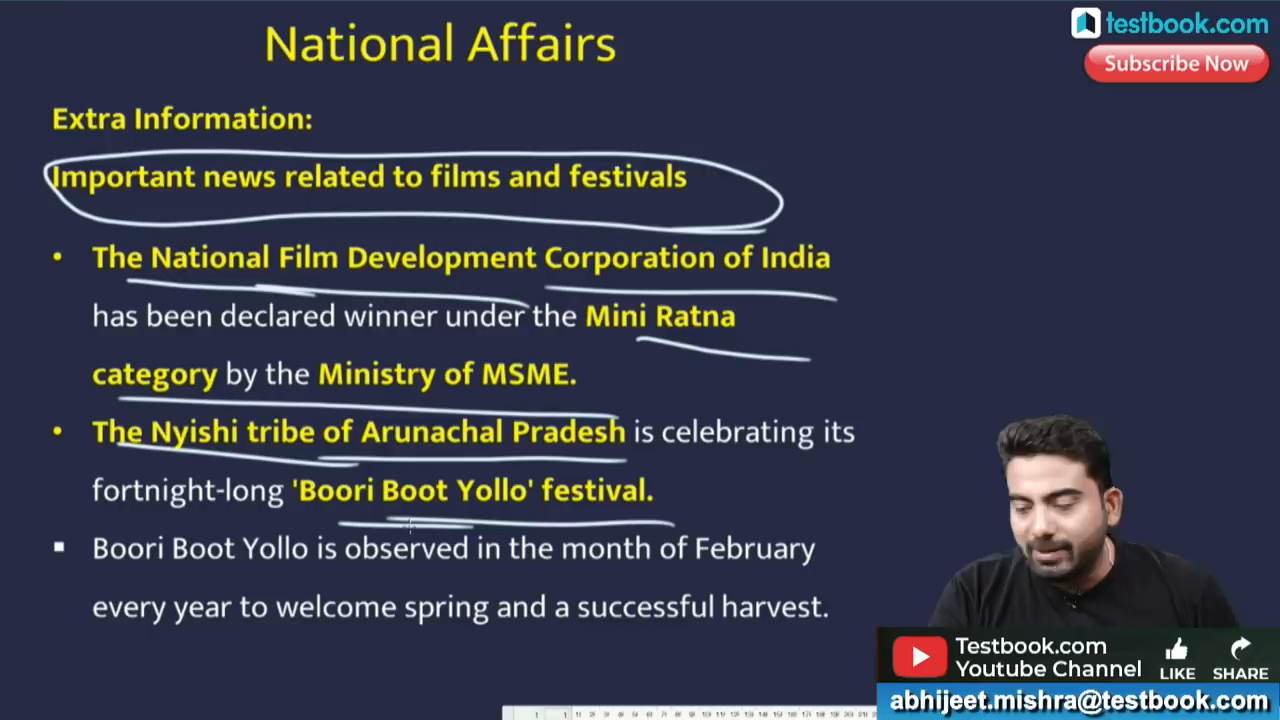 National Affairs
testbook.com
Subscribe Now
Extra Information:
Important news related to films and festivals
• The National Film Development Corporation of India
has been declared winner under the Mini Ratna
category by the Ministry of MSME.
• The Nyishi tribe of Arunachal Pradesh is celebrating its
fortnight-long 'Boori Boot Yollo' festival.
▪ Boori Boot Yollo is observed in the month of February
every year to welcome spring and a successful harvest.
Testbook.com
Youtube Channel
LIKE
SHARE
abhijeet.mishra@testbook.com